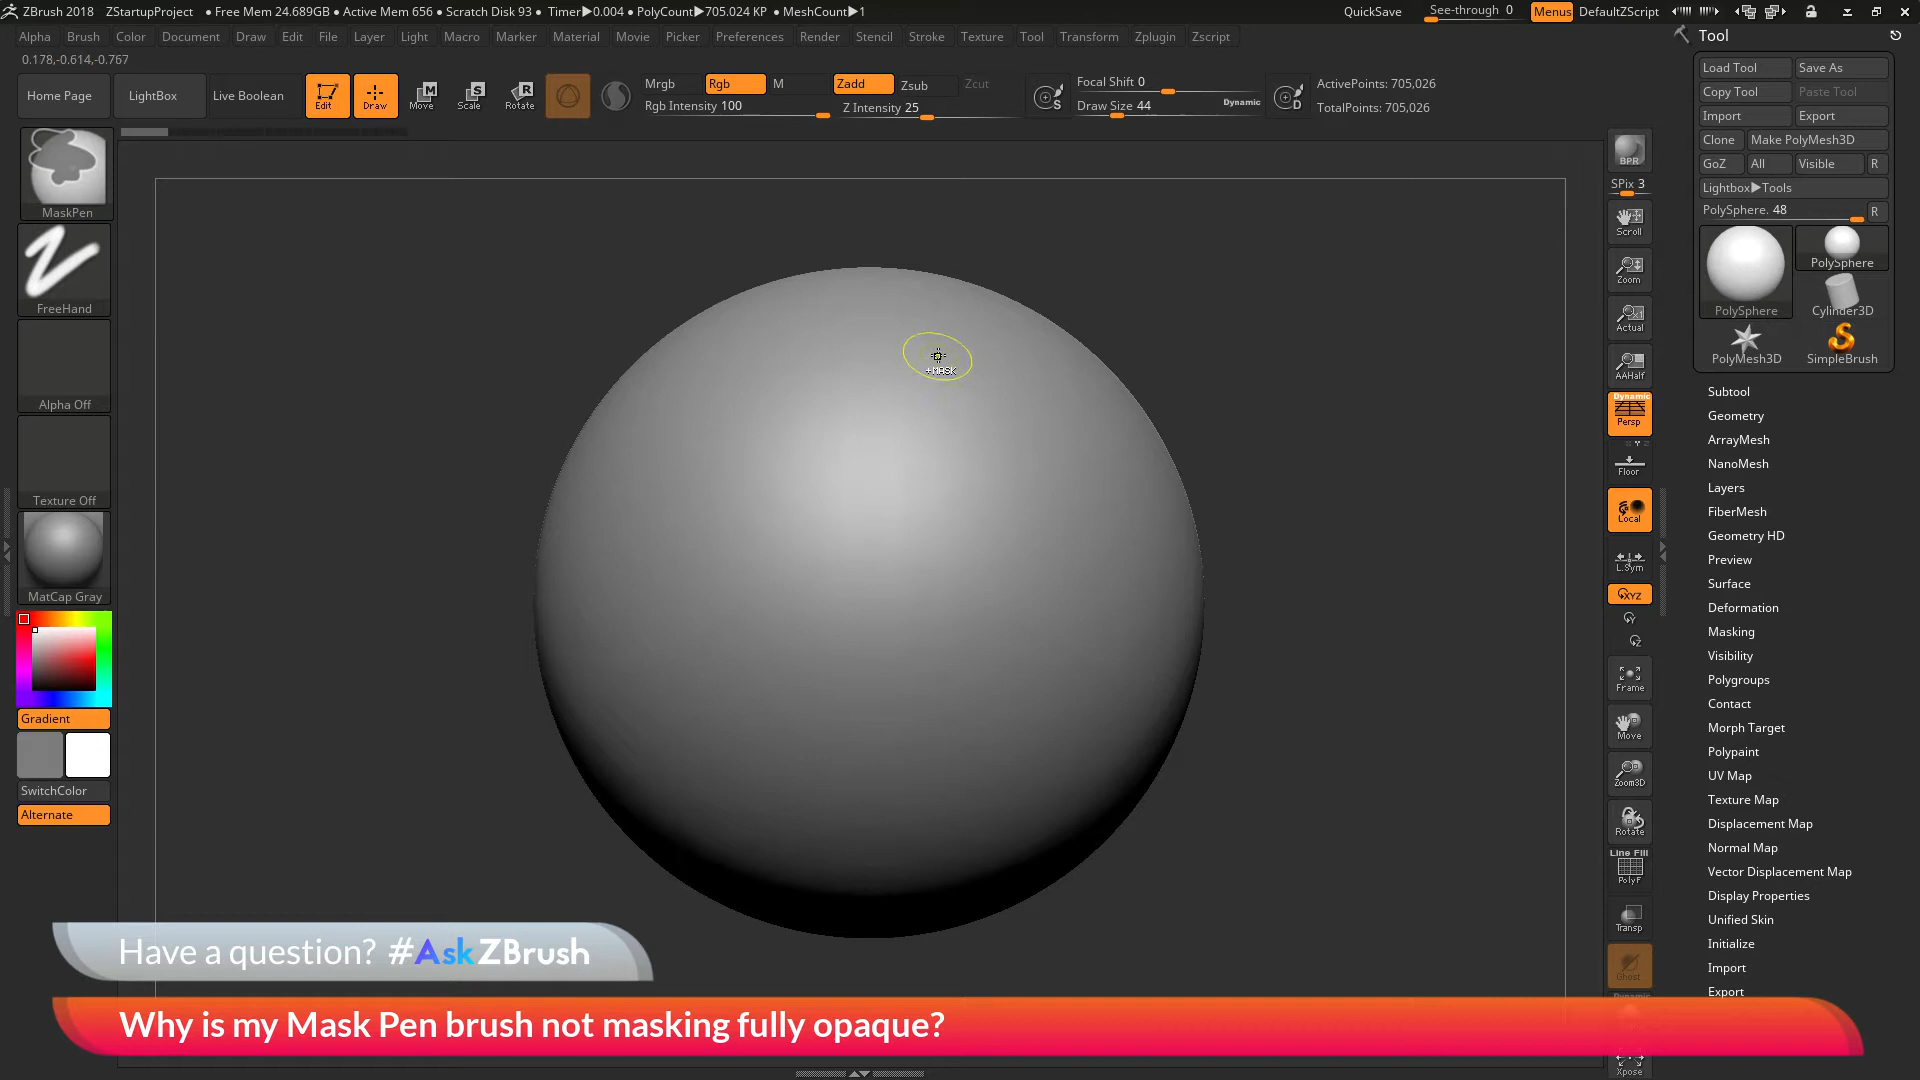 ZBrush 2018 ZStartupProject • Free Mem 24.689GB • Active Mem 656 • Scratch Disk 93 • Timer▶0.004 • PolyCount▶705.024 KP • MeshCount▶1 QuickSave See-through 0 Menus DefaultZScript
Alpha Brush Color Document Draw Edit File Layer Light Macro Marker Material Movie Picker Preferences Render Stencil Stroke Texture Tool Transform Zplugin Zscript
0.178,-0.614,-0.767
Home Page LightBox Live Boolean Edit Draw Move Scale Rotate
Mrgb Rgb M Zadd Zsub Zcut
Rgb Intensity 100 Z Intensity 25
Focal Shift 0
Draw Size 44 Dynamic
ActivePoints: 705,026
TotalPoints: 705,026
MaskPen
FreeHand
Alpha Off
Texture Off
MatCap Gray
Gradient
SwitchColor
Alternate
+MASK
BPR
SPix 3
Scroll
Zoom
Actual
AAHalf
Dynamic
Persp
Floor
Local
L.Sym
XYZ
Y
Z
Frame
Move
Zoom3D
Rotate
Line Fill
PolyF
Transp
Ghost
Dynamic
Xpose
Tool
Load Tool Save As
Copy Tool Paste Tool
Import Export
Clone Make PolyMesh3D
GoZ All Visible R
Lightbox▶Tools
PolySphere. 48 R
PolySphere PolySphere
Cylinder3D
PolyMesh3D SimpleBrush
Subtool
Geometry
ArrayMesh
NanoMesh
Layers
FiberMesh
Geometry HD
Preview
Surface
Deformation
Masking
Visibility
Polygroups
Contact
Morph Target
Polypaint
UV Map
Texture Map
Displacement Map
Normal Map
Vector Displacement Map
Display Properties
Unified Skin
Initialize
Import
Export
Have a question? #AskZBrush
Why is my Mask Pen brush not masking fully opaque?